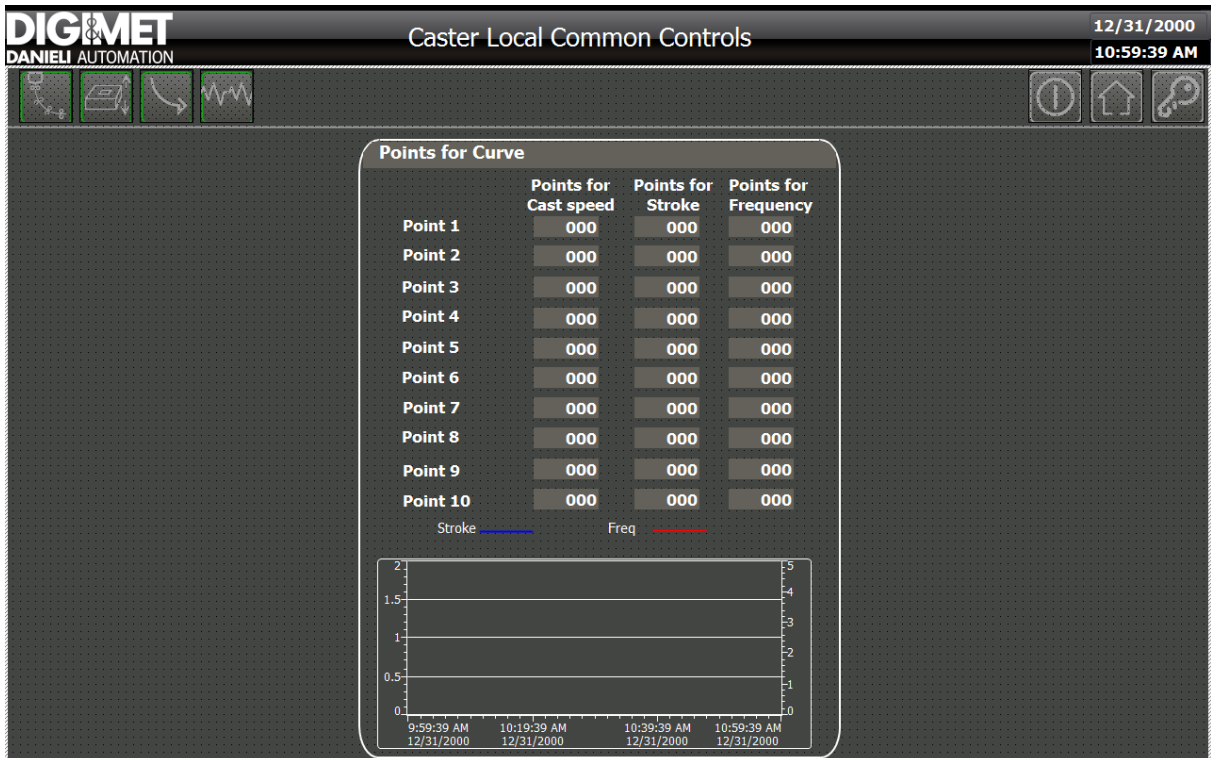 DIG&MET
DANIELI AUTOMATION
Caster Local Common Controls
12/31/2000
10:59:39 AM
Points for Curve
Points for Points for Points for
Cast speed Stroke Frequency
Point 1 000 000 000
Point 2 000 000 000
Point 3 000 000 000
Point 4 000 000 000
Point 5 000 000 000
Point 6 000 000 000
Point 7 000 000 000
Point 8 000 000 000
Point 9 000 000 000
Point 10 000 000 000
Stroke Freq
2 5
4
1.5
3
1
2
0.5
1
0 0
9:59:39 AM 10:19:39 AM 10:39:39 AM 10:59:39 AM
12/31/2000 12/31/2000 12/31/2000 12/31/2000